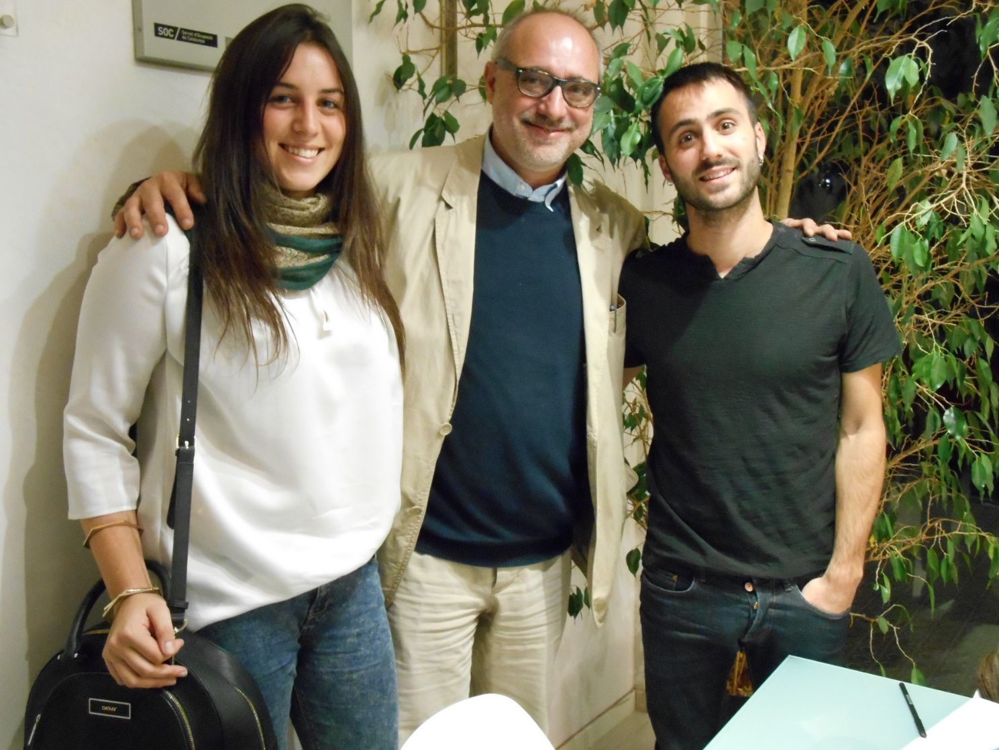 SOC/ Servei d'Ocupació
de Catalunya
DKNY